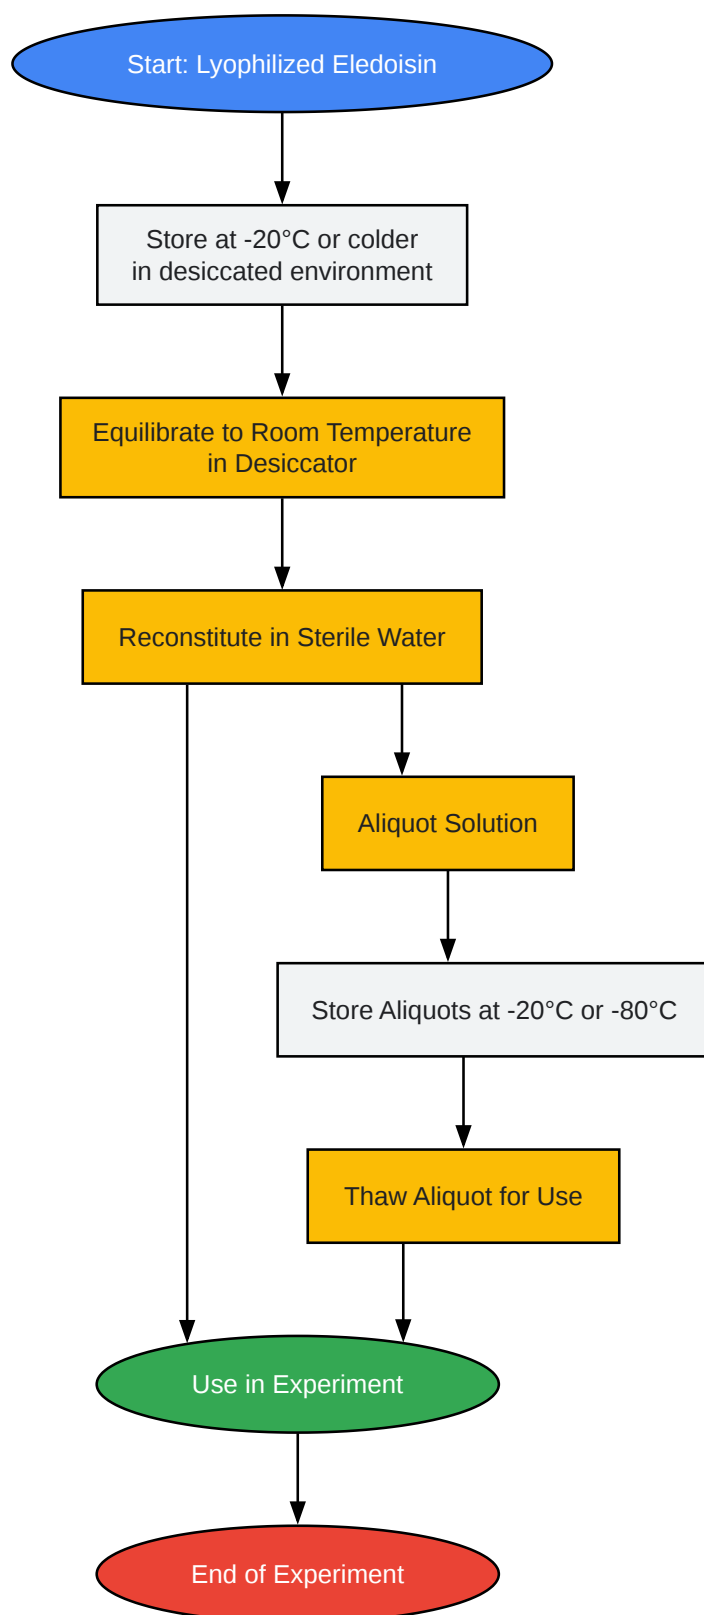 Start: Lyophilized Eledoisin
Store at -20°C or colder
in desiccated environment
Equilibrate to Room Temperature
in Desiccator
Reconstitute in Sterile Water
Aliquot Solution
Store Aliquots at -20°C or -80°C
Thaw Aliquot for Use
Use in Experiment
End of Experiment